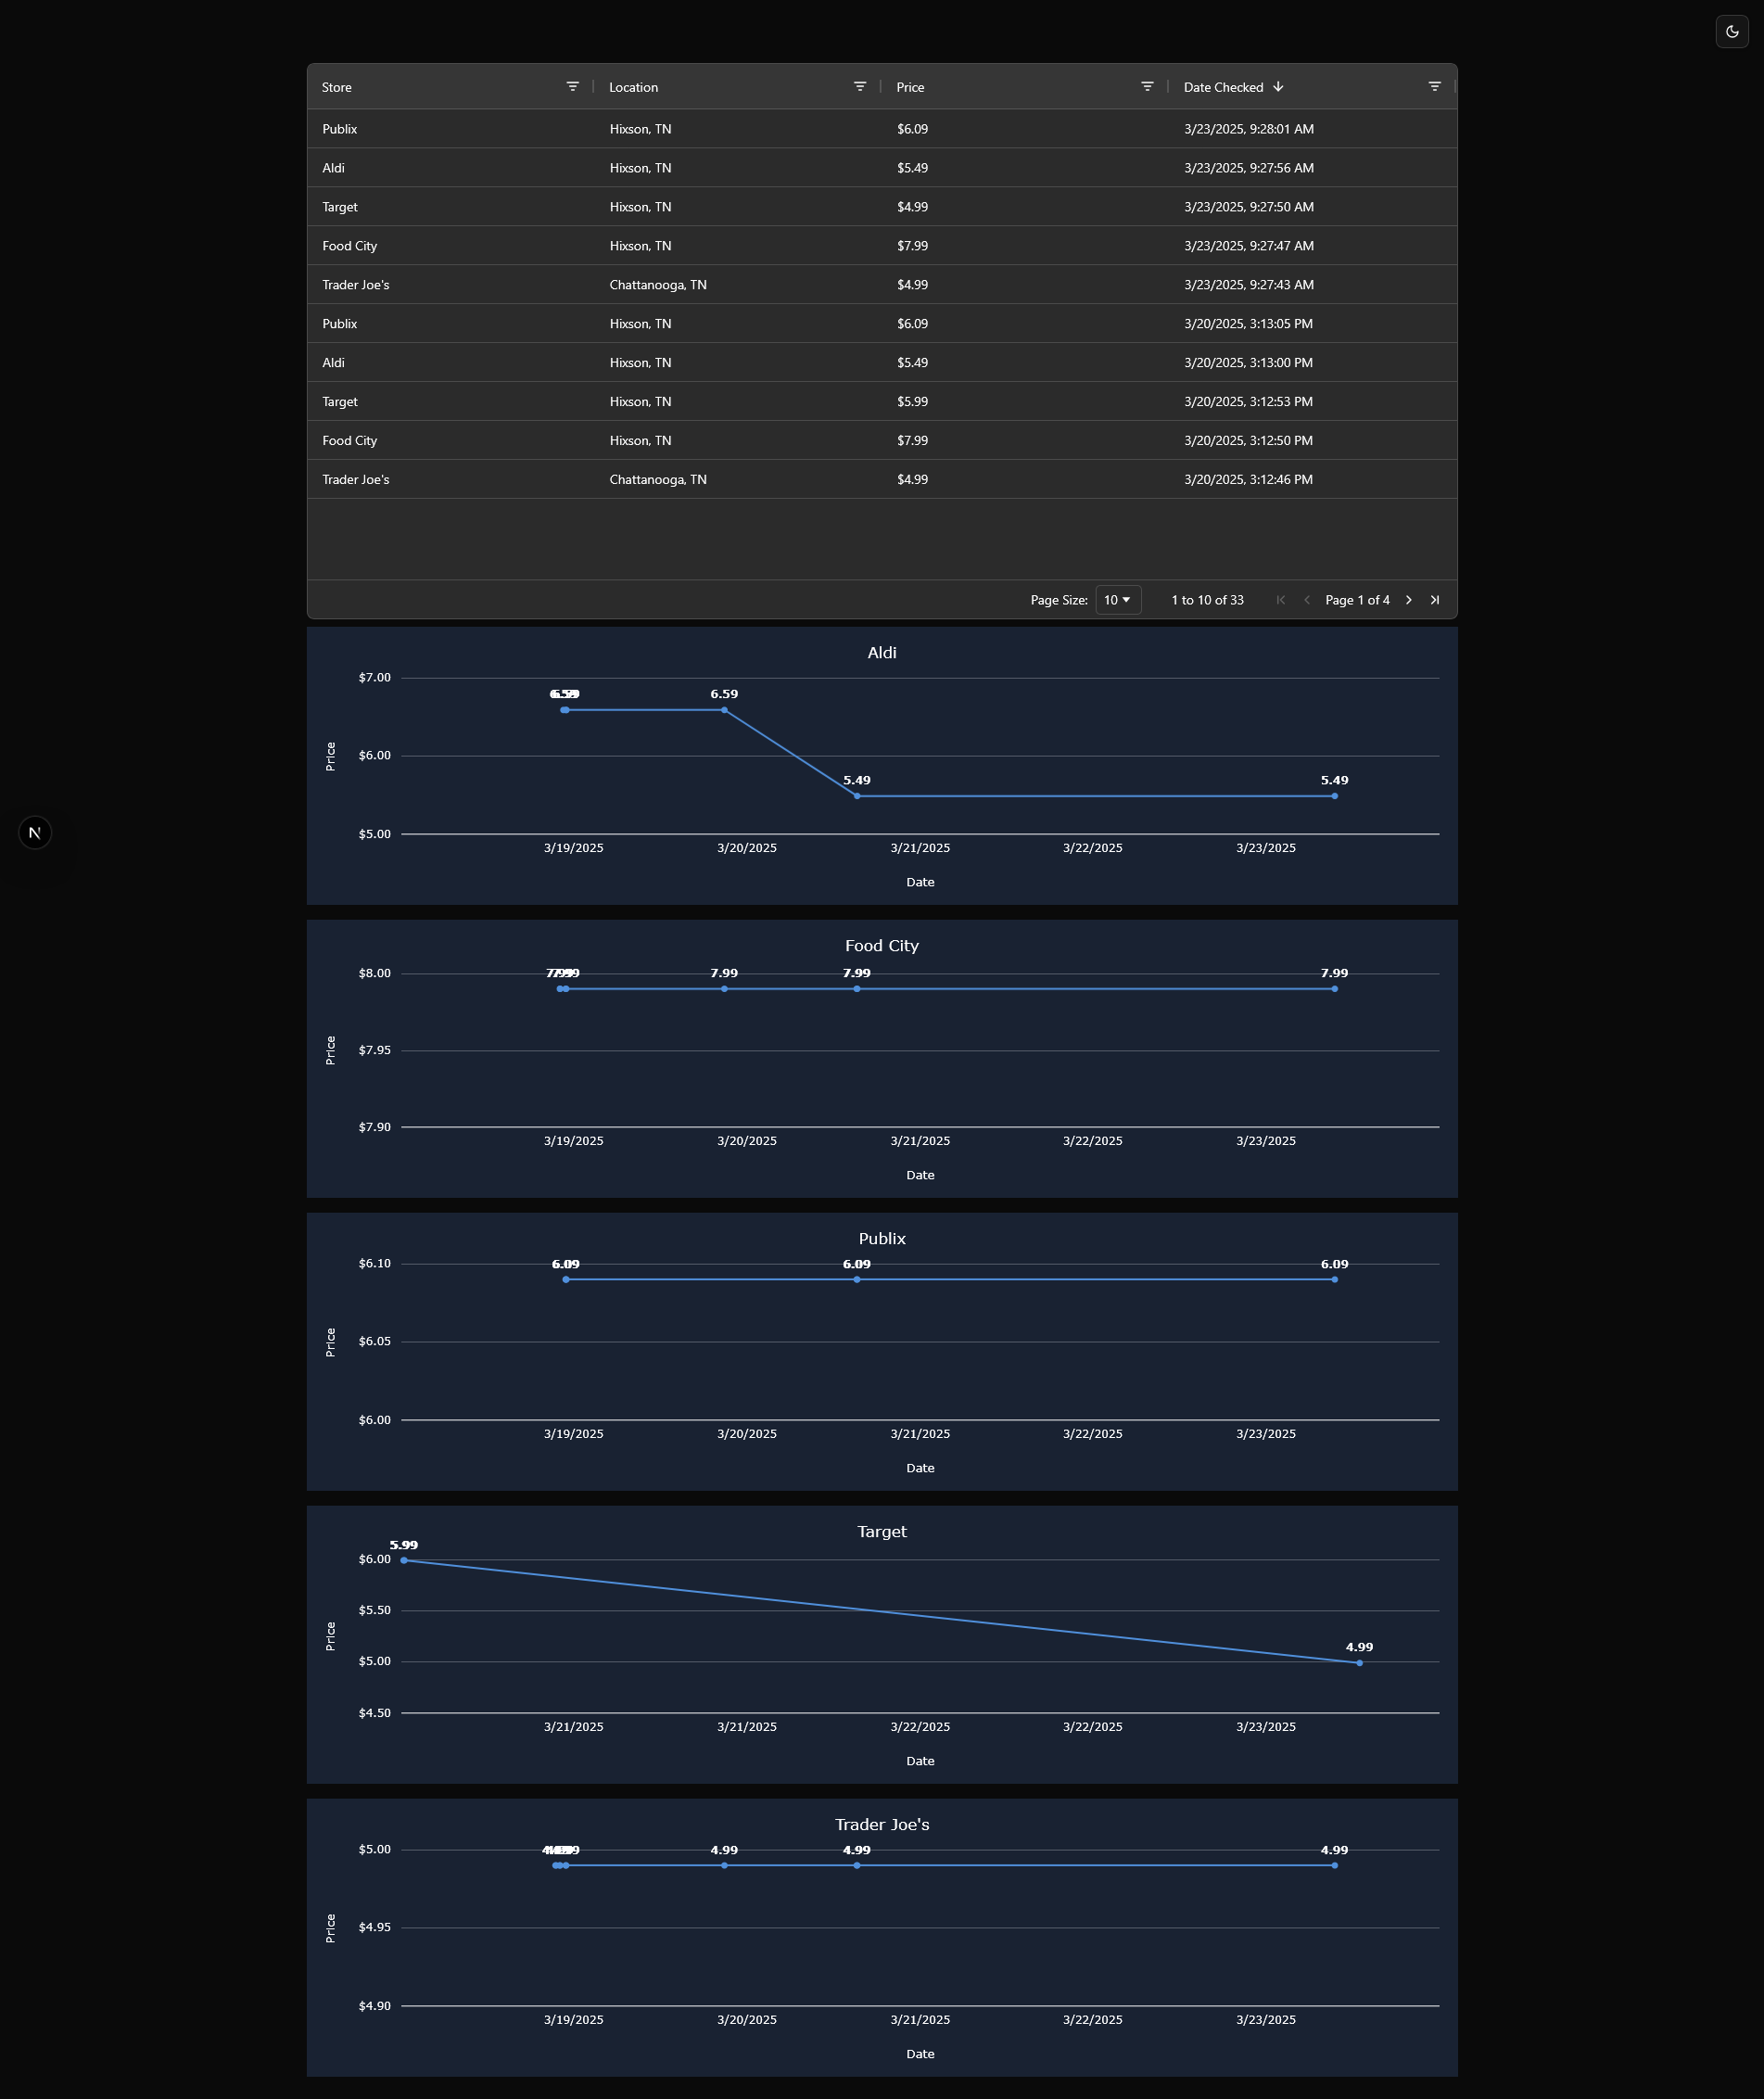 Store Location Price Date Checked
Publix Hixson, TN $6.09 3/23/2025, 9:28:01 AM
Aldi Hixson, TN $5.49 3/23/2025, 9:27:56 AM
Target Hixson, TN $4.99 3/23/2025, 9:27:50 AM
Food City Hixson, TN $7.99 3/23/2025, 9:27:47 AM
Trader Joe's Chattanooga, TN $4.99 3/23/2025, 9:27:43 AM
Publix Hixson, TN $6.09 3/20/2025, 3:13:05 PM
Aldi Hixson, TN $5.49 3/20/2025, 3:13:00 PM
Target Hixson, TN $5.99 3/20/2025, 3:12:53 PM
Food City Hixson, TN $7.99 3/20/2025, 3:12:50 PM
Trader Joe's Chattanooga, TN $4.99 3/20/2025, 3:12:46 PM
Page Size: 10 1 to 10 of 33 Page 1 of 4
N
Aldi
$7.00
6.59
$6.00
5.49 5.49
$5.00
Price
3/19/2025 3/20/2025 3/21/2025 3/22/2025 3/23/2025
Date
Food City
$8.00 7.99 7.99 7.99
$7.95
$7.90
Price
3/19/2025 3/20/2025 3/21/2025 3/22/2025 3/23/2025
Date
Publix
$6.10 6.09 6.09 6.09
$6.05
$6.00
Price
3/19/2025 3/20/2025 3/21/2025 3/22/2025 3/23/2025
Date
Target
5.99
$6.00
$5.50
4.99
$5.00
$4.50
Price
3/21/2025 3/21/2025 3/22/2025 3/22/2025 3/23/2025
Date
Trader Joe's
$5.00 4.99 4.99 4.99
$4.95
$4.90
Price
3/19/2025 3/20/2025 3/21/2025 3/22/2025 3/23/2025
Date